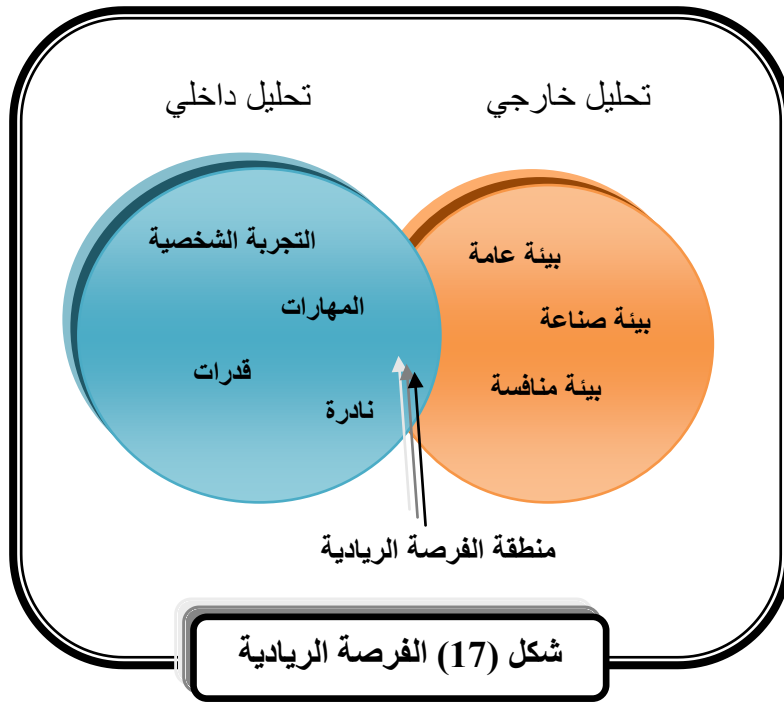 تحليل خارجي
تحليل داخلي
بيئة عامة
بيئة صناعة
بيئة منافسة
التجربة الشخصية
المهارات
قدرات
نادرة
منطقة الفرصة الريادية
شكل (17) الفرصة الريادية